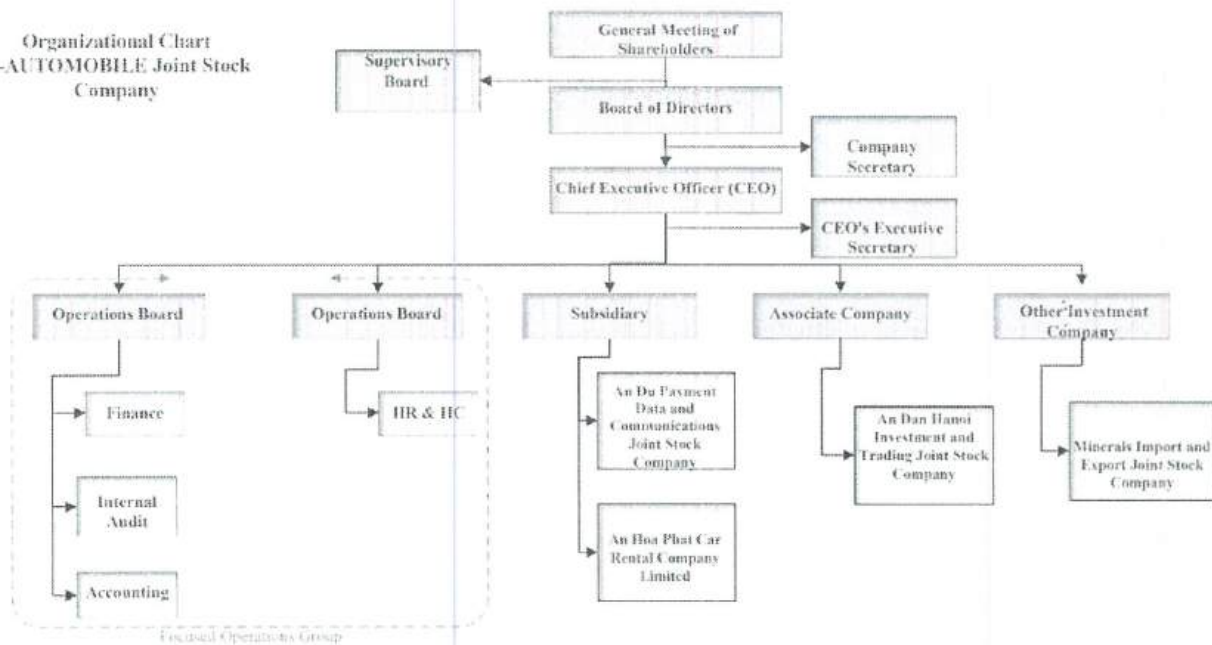 Organizational Chart
-AUTOMOBILE Joint Stock
Company
General Meeting of
Shareholders
Supervisory
Board
Board of Directors
Company
Secretary
Chief Executive Officer (CEO)
CEO's Executive
Secretary
Operations Board
Operations Board
Subsidiary
Associate Company
Other Investment
Company
Finance
HR & HC
An Du Payment
Data and
Communications
Joint Stock
Company
An Dan Hanoi
Investment and
Trading Joint Stock
Company
Minerals Import and
Export Joint Stock
Company
Internal
Audit
An Hoa Phat Car
Rental Company
Limited
Accounting
Focused Operations Group